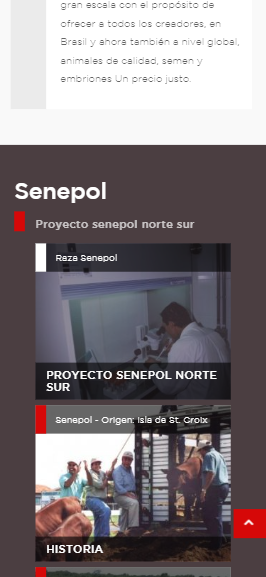 gran escala con el propósito de
ofrecer a todos los creadores, en
Brasil y ahora también a nivel global,
animales de calidad, semen y
embriones Un precio justo.
Senepol
Proyecto senepol norte sur
Raza Senepol
PROYECTO SENEPOL NORTE
SUR
Senepol - Origen: Isla de St. Croix
HISTORIA